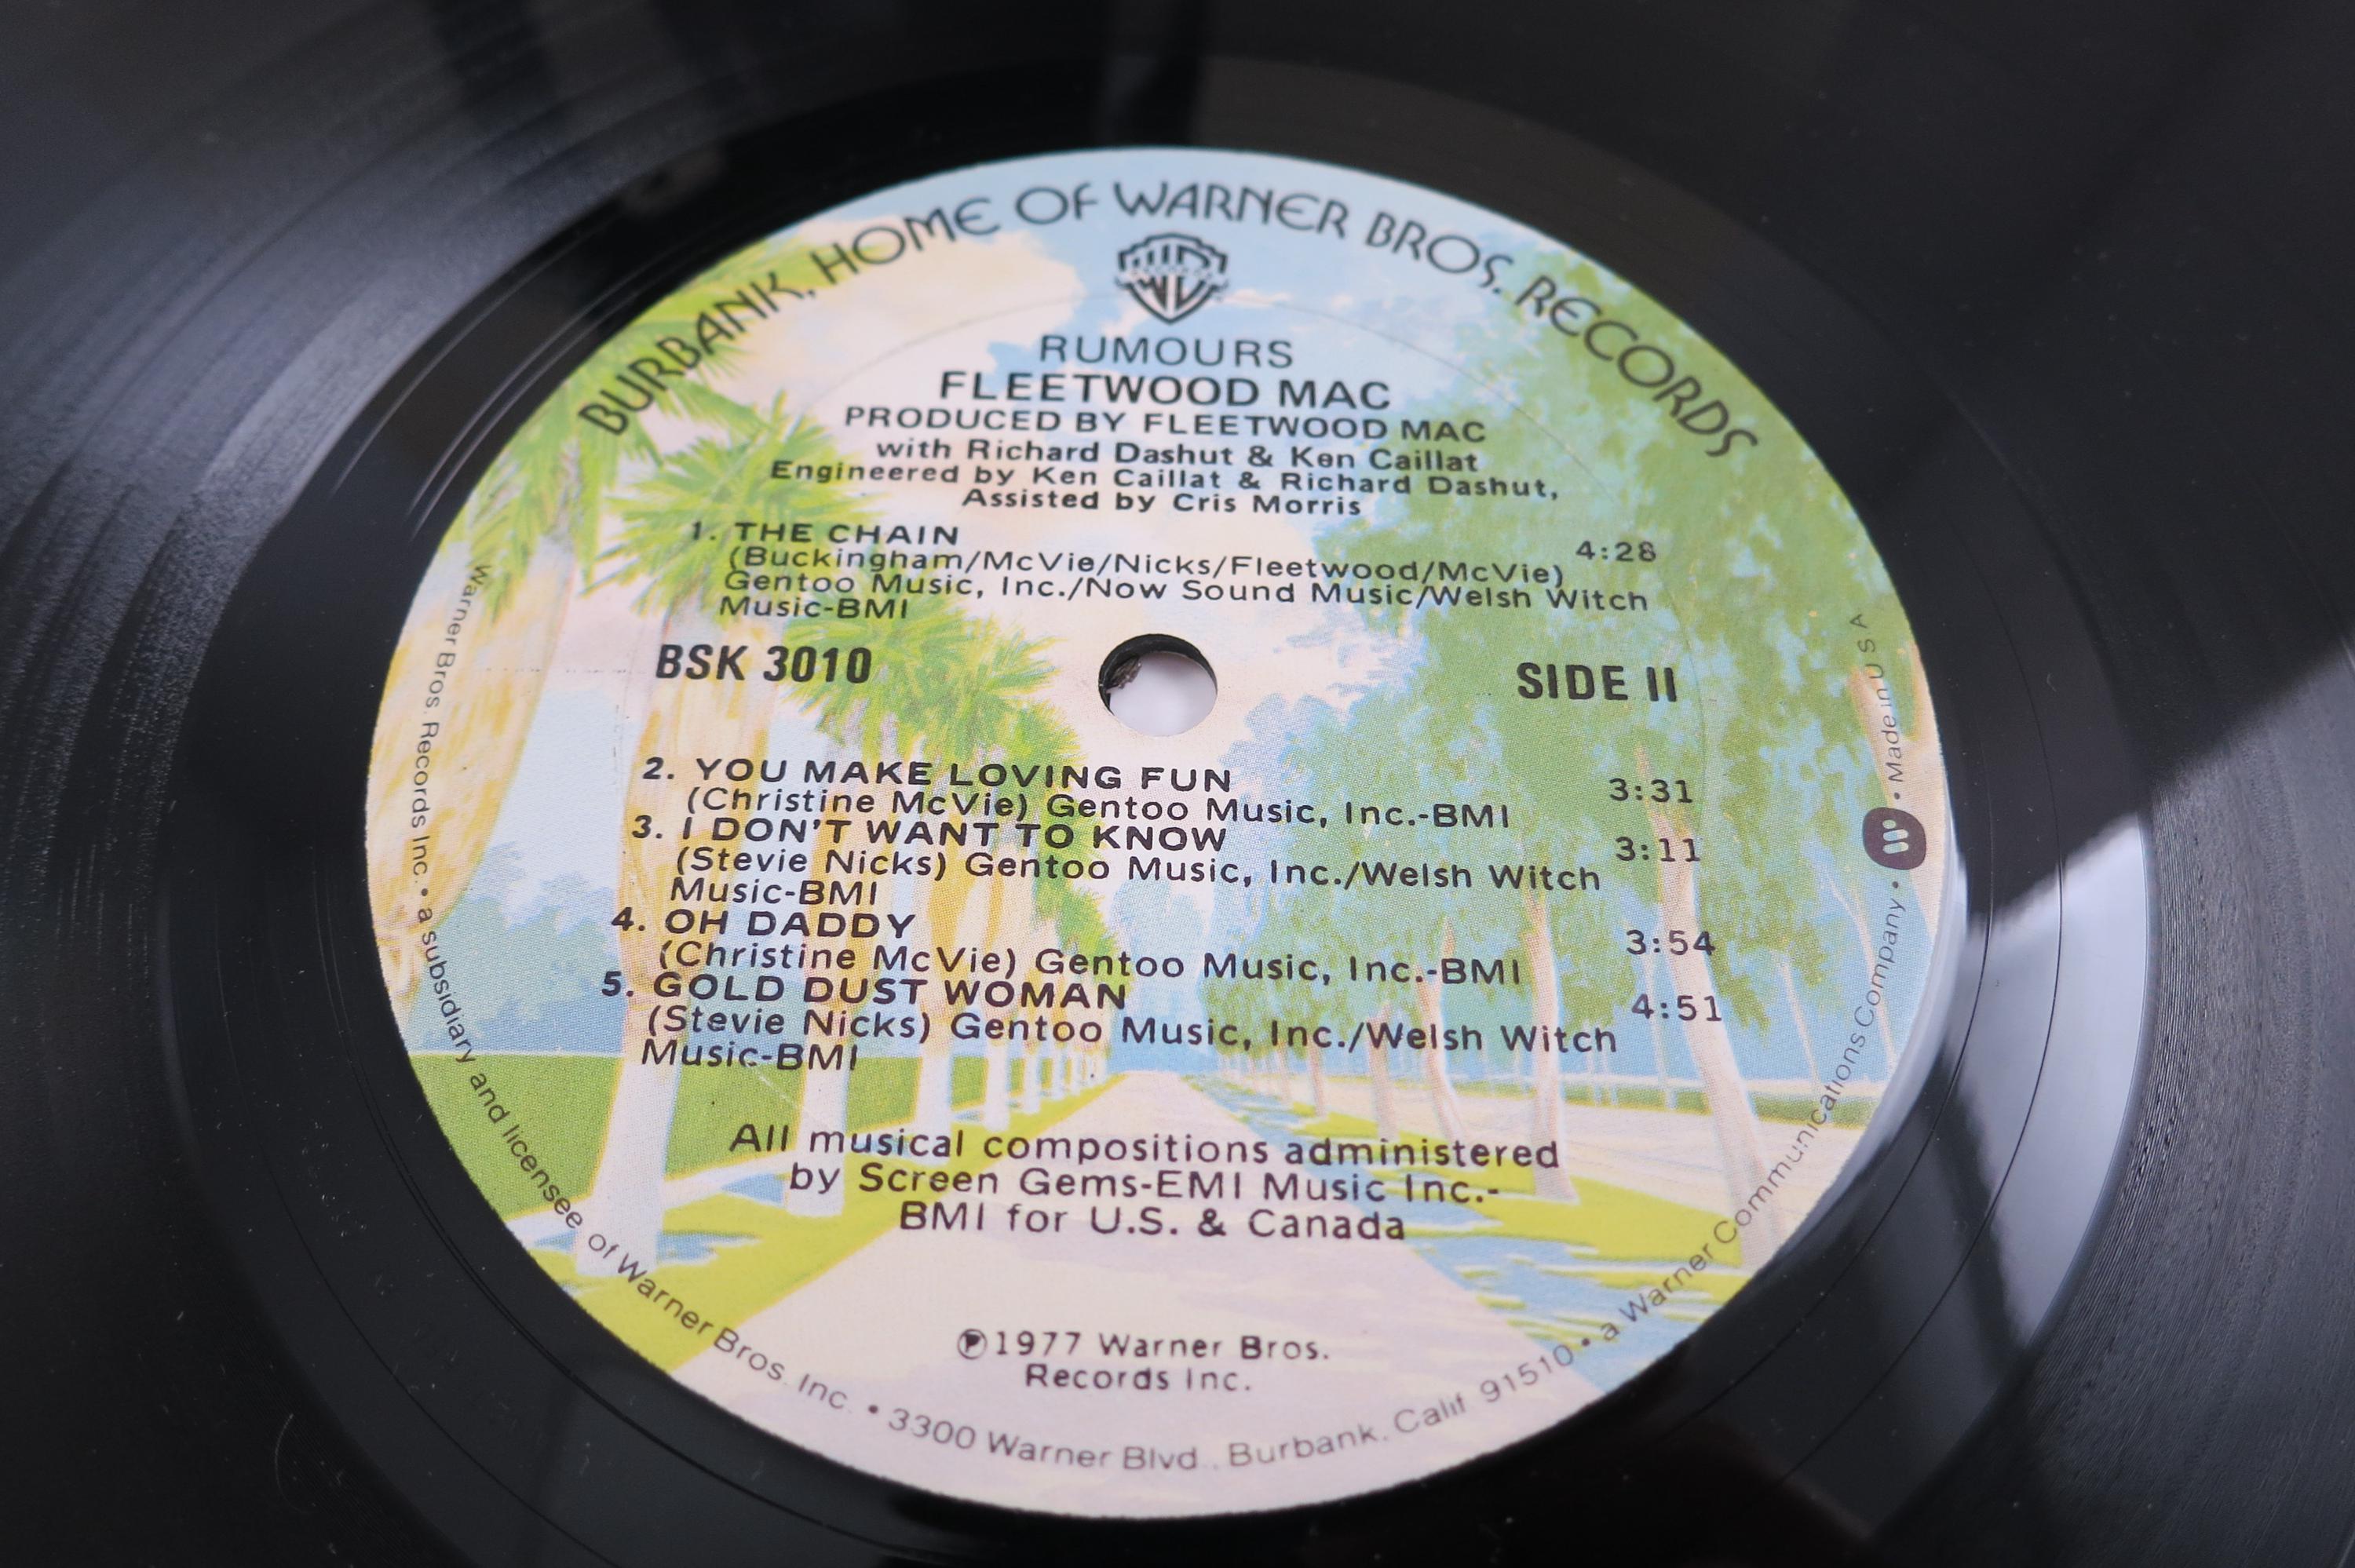 BURBANK, HOME OF WARNER BROS. RECORDS
RUMOURS
FLEETWOOD MAC
PRODUCED BY FLEETWOOD MAC
with Richard Dashut & Ken Caillat
Engineered by Ken Caillat & Richard Dashut,
Assisted by Cris Morris
1. THE CHAIN 4:28
(Buckingham/McVie/Nicks/Fleetwood/McVie)
Gentoo Music, Inc./Now Sound Music/Welsh Witch
Music-BMI
BSK 3010 SIDE II
2. YOU MAKE LOVING FUN 3:31
(Christine McVie) Gentoo Music, Inc.-BMI
3. I DON'T WANT TO KNOW 3:11
(Stevie Nicks) Gentoo Music, Inc./Welsh Witch
Music-BMI
4. OH DADDY 3:54
(Christine McVie) Gentoo Music, Inc.-BMI
5. GOLD DUST WOMAN 4:51
(Stevie Nicks) Gentoo Music, Inc./Welsh Witch
Music-BMI
All musical compositions administered
by Screen Gems-EMI Music Inc.-
BMI for U.S. & Canada
℗1977 Warner Bros.
Records Inc.
Warner Bros. Records Inc. • a subsidiary and licensee of Warner Bros. Inc. • 3300 Warner Blvd., Burbank, Calif. 91510 • a Warner Communications Company • W • Made in U S A